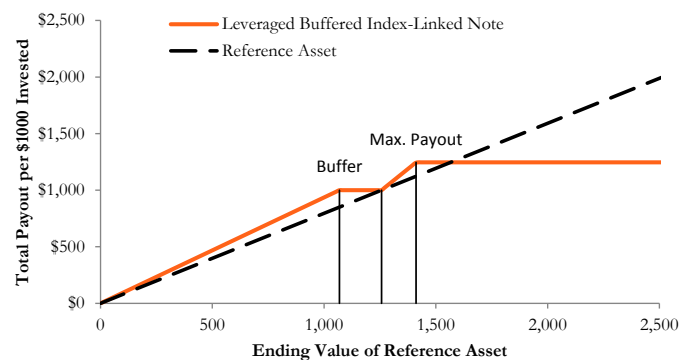 $2,500
$2,000
$1,500
$1,000
$500
$0
Total Payout per $1000 Invested
Leveraged Buffered Index-Linked Note
Reference Asset
Max. Payout
Buffer
0
500
1,000
1,500
2,000
2,500
Ending Value of Reference Asset